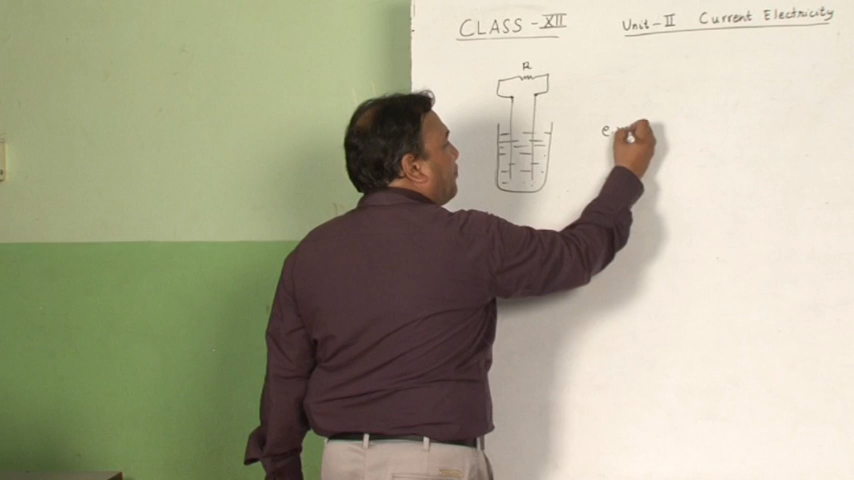 CLASS - XII
Unit - II Current Electricity
R
e